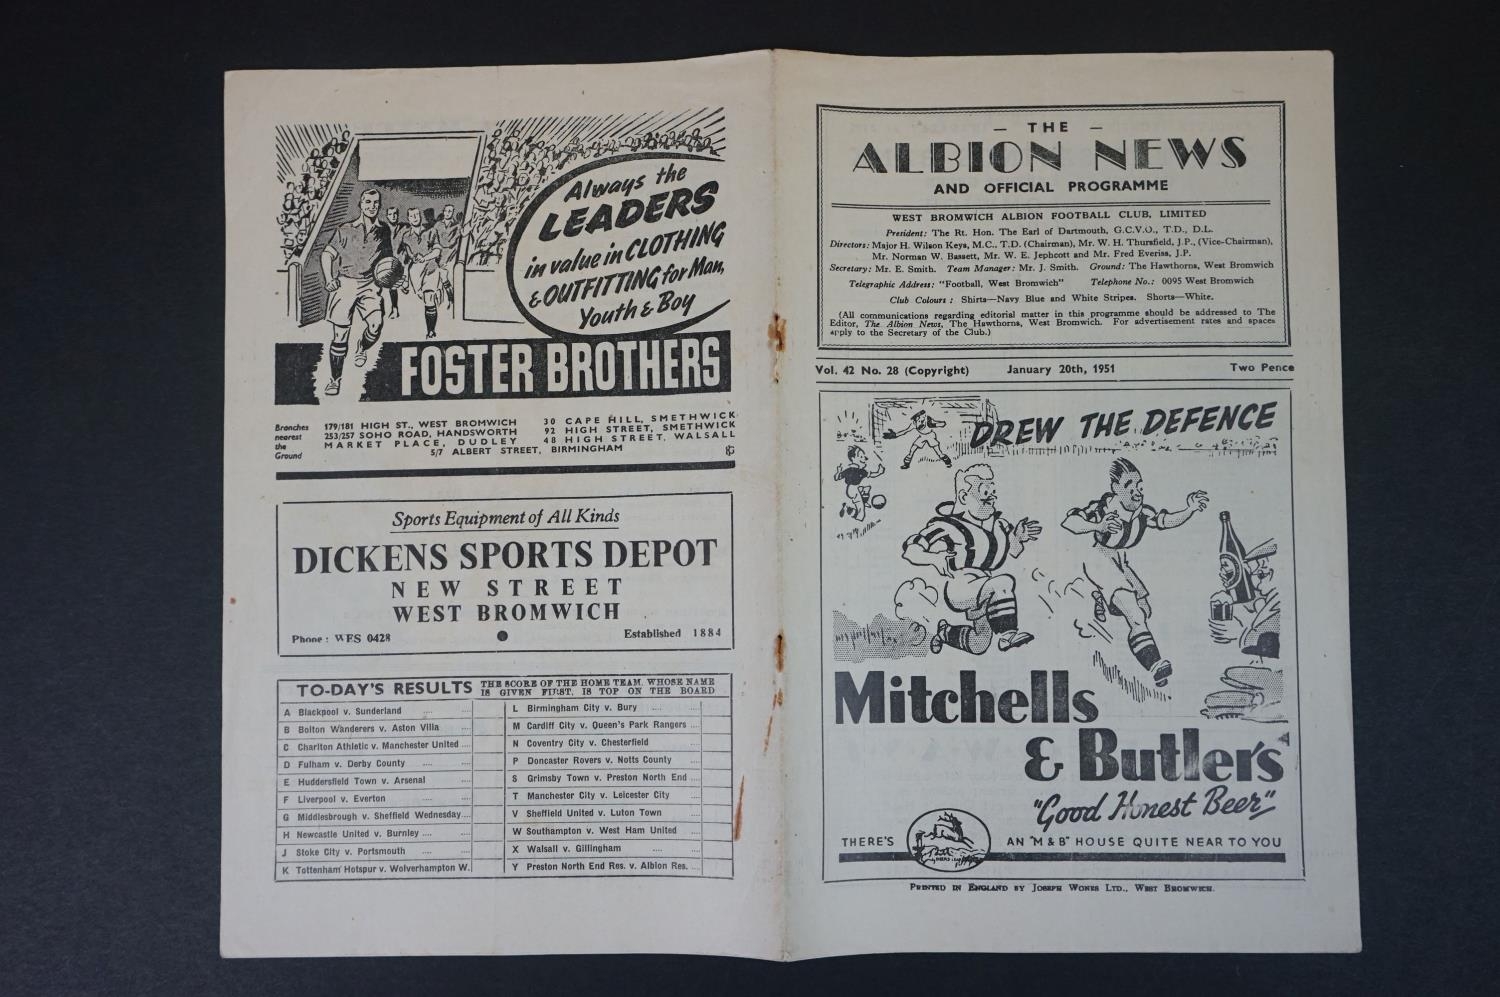 Always the
LEADERS
in value in CLOTHING
& OUTFITTING for Man,
Youth & Boy
FOSTER BROTHERS
Branches
nearest
the
Ground
179/181 HIGH ST., WEST BROMWICH
253/257 SOHO ROAD, HANDSWORTH
MARKET PLACE, DUDLEY
30 CAPE HILL, SMETHWICK
92 HIGH STREET, SMETHWICK
48 HIGH STREET, WALSALL
5/7 ALBERT STREET, BIRMINGHAM
Sports Equipment of All Kinds
DICKENS SPORTS DEPOT
NEW STREET
WEST BROMWICH
Phone: WES 0428 Established 1884
TO-DAY'S RESULTS
THE SCORE OF THE HOME TEAM, WHOSE NAME
IS GIVEN FIRST, IS TOP ON THE BOARD
A Blackpool v. Sunderland ....
B Bolton Wanderers v. Aston Villa ....
C Charlton Athletic v. Manchester United ....
D Fulham v. Derby County .... ....
E Huddersfield Town v. Arsenal ....
F Liverpool v. Everton .... ....
G Middlesbrough v. Sheffield Wednesday....
H Newcastle United v. Burnley .... ....
J Stoke City v. Portsmouth .... ....
K Tottenham Hotspur v. Wolverhampton W.
L Birmingham City v. Bury .... ....
M Cardiff City v. Queen's Park Rangers ....
N Coventry City v. Chesterfield ....
P Doncaster Rovers v. Notts County ....
S Grimsby Town v. Preston North End ....
T Manchester City v. Leicester City ....
V Sheffield United v. Luton Town ....
W Southampton v. West Ham United ....
X Walsall v. Gillingham .... ....
Y Preston North End Res. v. Albion Res. ....
– THE –
ALBION NEWS
AND OFFICIAL PROGRAMME
WEST BROMWICH ALBION FOOTBALL CLUB, LIMITED
President: The Rt. Hon. The Earl of Dartmouth, G.C.V.O., T.D., D.L.
Directors: Major H. Wilson Keys, M.C., T.D. (Chairman), Mr. W. H. Thursfield, J.P., (Vice-Chairman),
Mr. Norman W. Bassett, Mr. W. E. Jephcott and Mr. Fred Everiss, J.P.
Secretary: Mr. E. Smith. Team Manager: Mr. J. Smith. Ground: The Hawthorns, West Bromwich
Telegraphic Address: "Football, West Bromwich" Telephone No.: 0095 West Bromwich
Club Colours: Shirts—Navy Blue and White Stripes. Shorts—White.
(All communications regarding editorial matter in this programme should be addressed to The
Editor, The Albion News, The Hawthorns, West Bromwich. For advertisement rates and spaces
apply to the Secretary of the Club.)
Vol. 42 No. 28 (Copyright) January 20th, 1951 Two Pence
DREW THE DEFENCE
Mitchells
& Butler's
"Good Honest Beer"
THERE'S AN "M & B" HOUSE QUITE NEAR TO YOU
PRINTED IN ENGLAND BY JOSEPH WONES LTD., WEST BROMWICH.